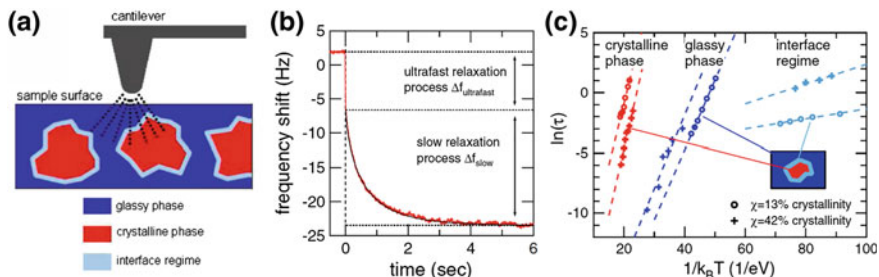 (a)
cantilever
sample surface
glassy phase
crystalline phase
interface regime
(b)
frequency shift (Hz)
5
0
-5
-10
-15
-20
-25
ultrafast relaxation
process Δf_ultrafast
slow relaxation
process Δf_slow
0 2 4 6
time (sec)
(c)
ln(τ)
5
0
-5
-10
crystalline
phase
glassy
phase
interface
regime
χ=13% crystallinity
χ=42% crystallinity
20 40 60 80 100
1/k_BT (1/eV)